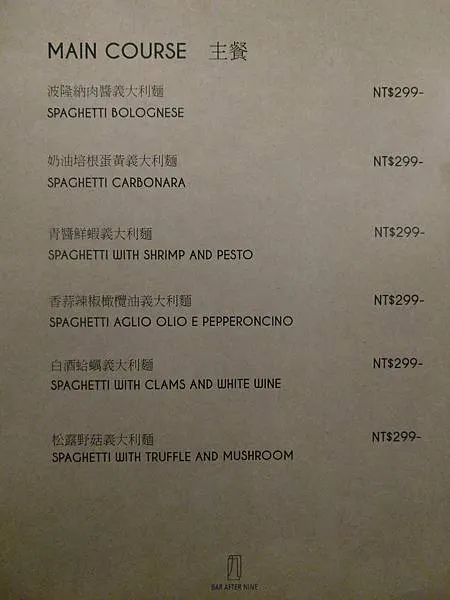 MAIN COURSE 主餐
波隆納肉醬義大利麵 NT$299-
SPAGHETTI BOLOGNESE
奶油培根蛋黃義大利麵 NT$299-
SPAGHETTI CARBONARA
青醬鮮蝦義大利麵 NT$299-
SPAGHETTI WITH SHRIMP AND PESTO
香蒜辣椒橄欖油義大利麵 NT$299-
SPAGHETTI AGLIO OLIO E PEPPERONCINO
白酒蛤蠣義大利麵 NT$299-
SPAGHETTI WITH CLAMS AND WHITE WINE
松露野菇義大利麵 NT$299-
SPAGHETTI WITH TRUFFLE AND MUSHROOM
BAR AFTER NINE